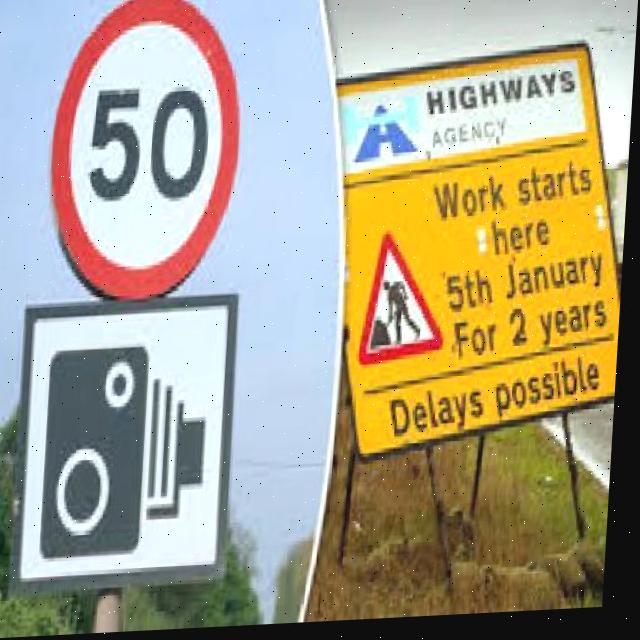 50
HIGHWAYS
AGENCY
Work starts
here
5th January
For 2 years
Delays possible